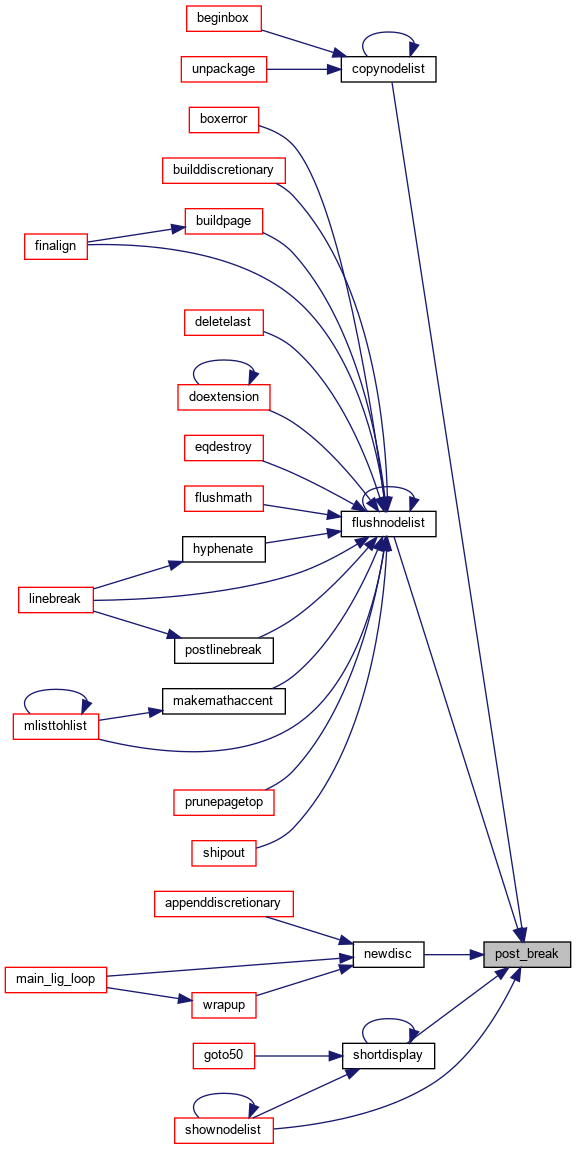 beginbox
unpackage
copynodelist
boxerror
builddiscretionary
buildpage
finalign
deletelast
doextension
eqdestroy
flushmath
flushnodelist
hyphenate
linebreak
postlinebreak
makemathaccent
mlisttohlist
prunepagetop
shipout
appenddiscretionary
newdisc
post_break
main_lig_loop
wrapup
goto50
shortdisplay
shownodelist